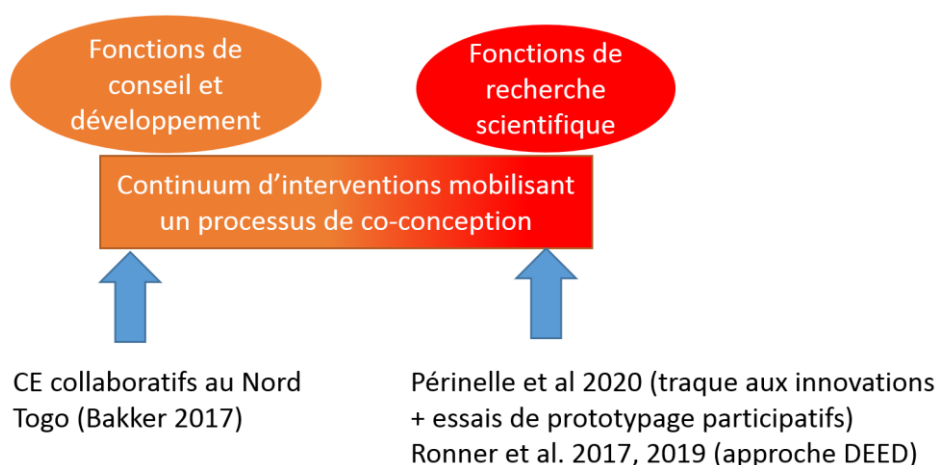 Fonctions de
conseil et
développement
Fonctions de
recherche
scientifique
Continuum d'interventions mobilisant
un processus de co-conception
CE collaboratifs au Nord
Togo (Bakker 2017)
Périnelle et al 2020 (traque aux innovations
+ essais de prototypage participatifs)
Ronner et al. 2017, 2019 (approche DEED)